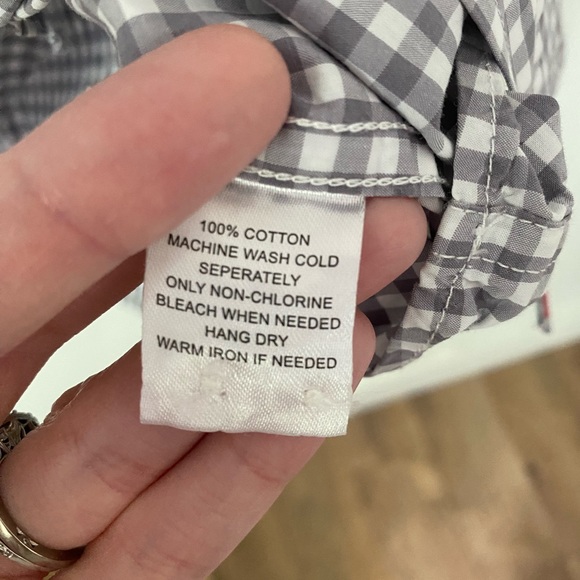 100% COTTON
MACHINE WASH COLD
SEPERATELY
ONLY NON-CHLORINE
BLEACH WHEN NEEDED
HANG DRY
WARM IRON IF NEEDED